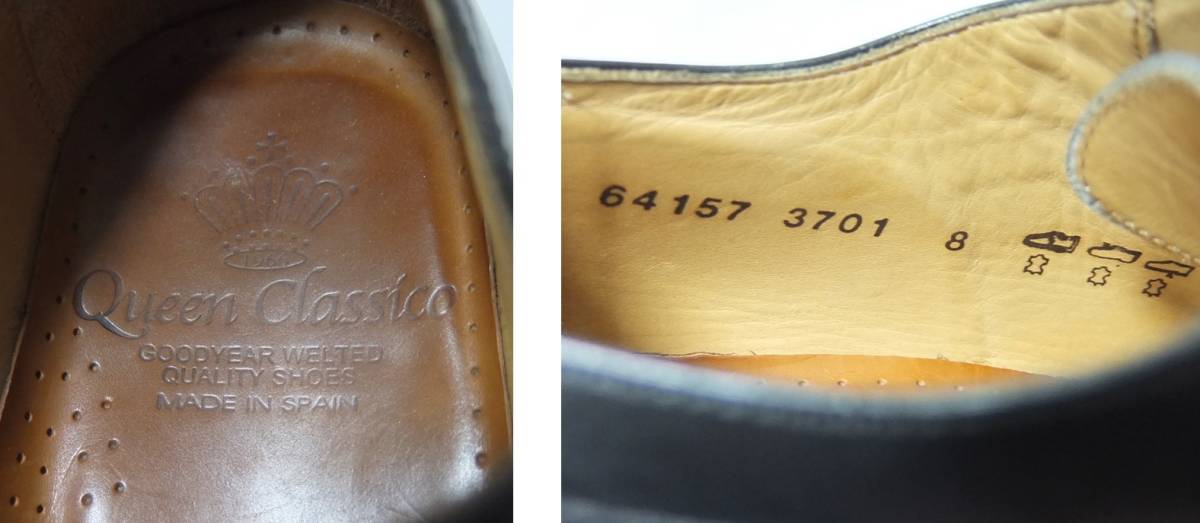 1966
Queen Classico
GOODYEAR WELTED
QUALITY SHOES
MADE IN SPAIN
64157 3701 8